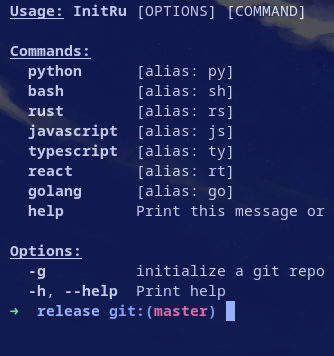 Usage: InitRu [OPTIONS] [COMMAND]
Commands:
python [alias: py]
bash [alias: sh]
rust [alias: rs]
javascript [alias: js]
typescript [alias: ty]
react [alias: rt]
golang [alias: go]
help Print this message or
Options:
-g initialize a git repo
-h, --help Print help
→ release git:(master)